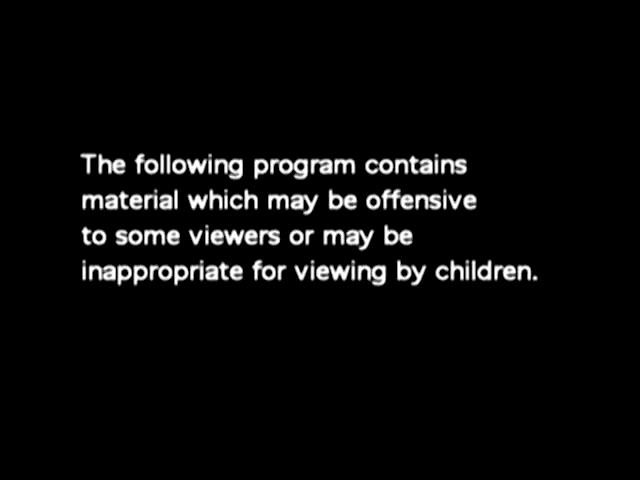 The following program contains
material which may be offensive
to some viewers or may be
inappropriate for viewing by children.